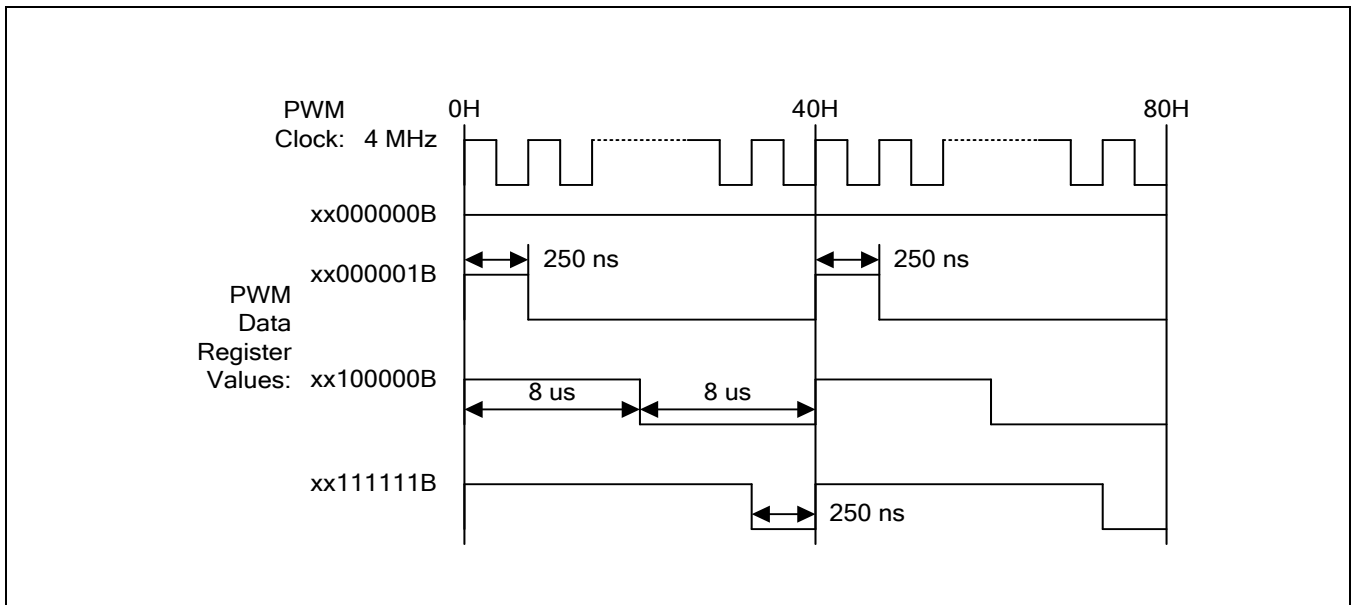 PWM
Clock: 4 MHz
0H
40H
80H
xx000000B
xx000001B
250 ns
250 ns
PWM
Data
Register
Values:
xx100000B
8 us
8 us
xx111111B
250 ns